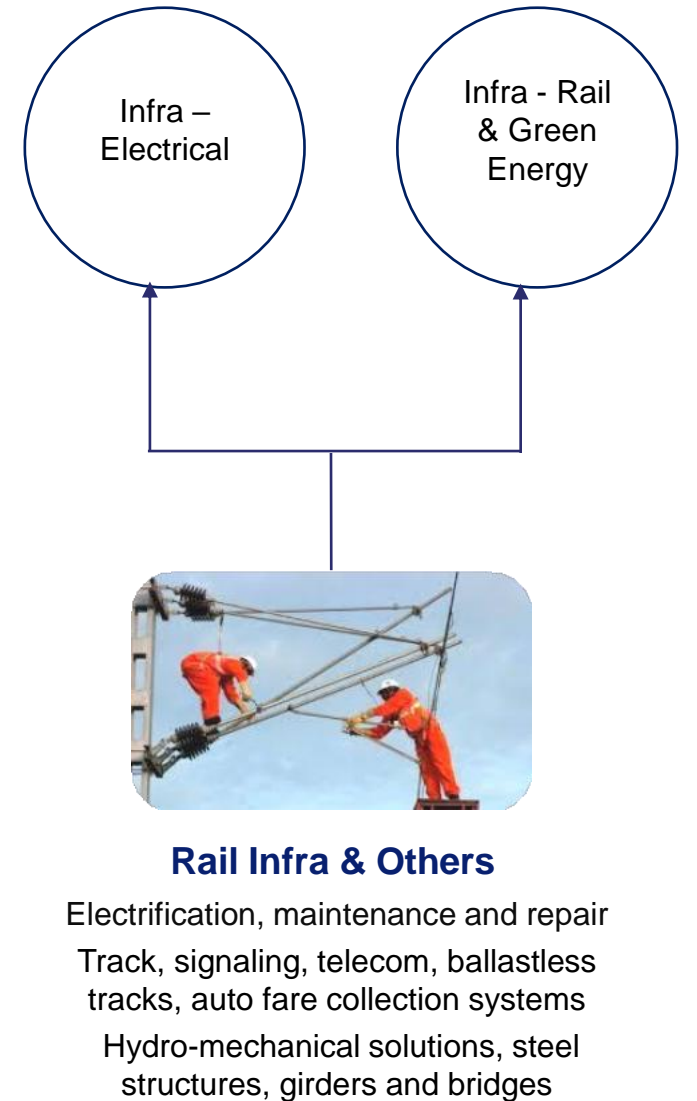 Infra –
Electrical
Infra - Rail
& Green
Energy
Rail Infra & Others
Electrification, maintenance and repair
Track, signaling, telecom, ballastless
tracks, auto fare collection systems
Hydro-mechanical solutions, steel
structures, girders and bridges